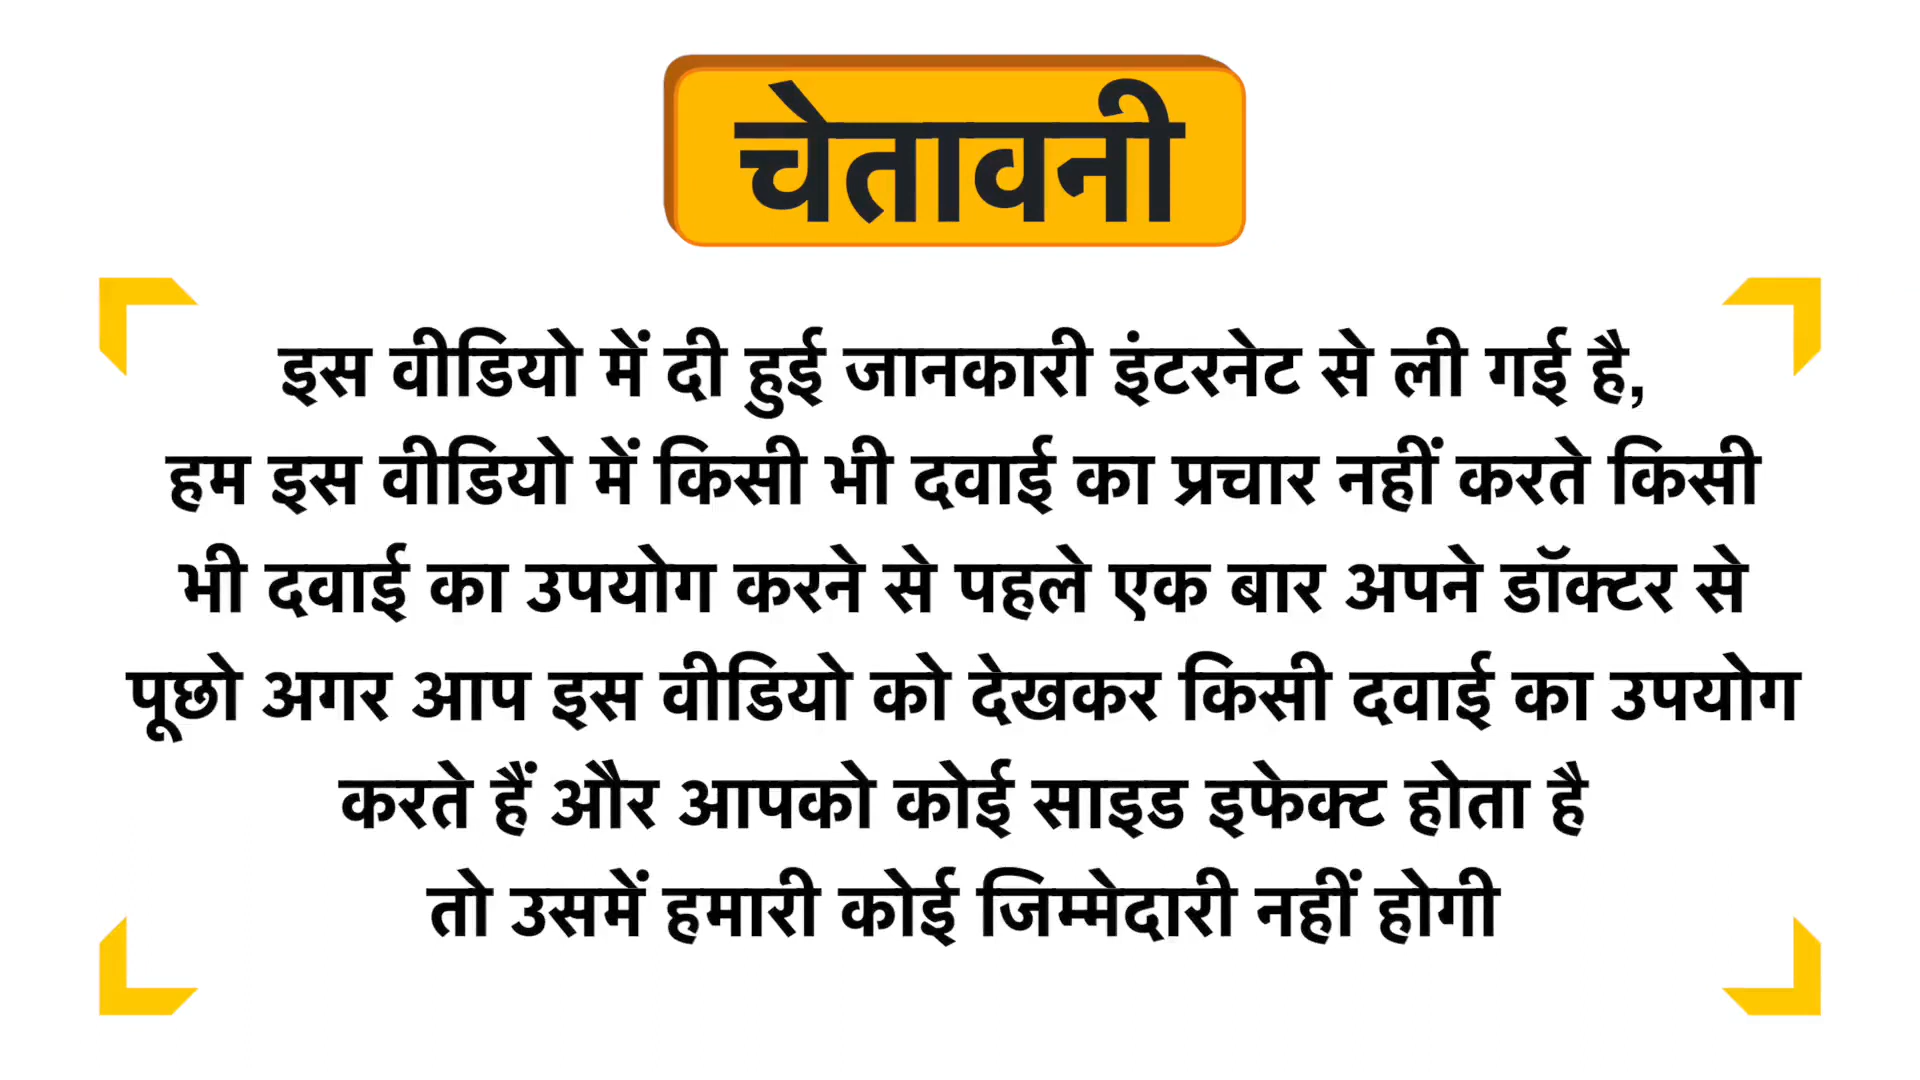 चेतावनी
इस वीडियो में दी हुई जानकारी इंटरनेट से ली गई है,
हम इस वीडियो में किसी भी दवाई का प्रचार नहीं करते किसी
भी दवाई का उपयोग करने से पहले एक बार अपने डॉक्टर से
पूछो अगर आप इस वीडियो को देखकर किसी दवाई का उपयोग
करते हैं और आपको कोई साइड इफेक्ट होता है
तो उसमें हमारी कोई जिम्मेदारी नहीं होगी